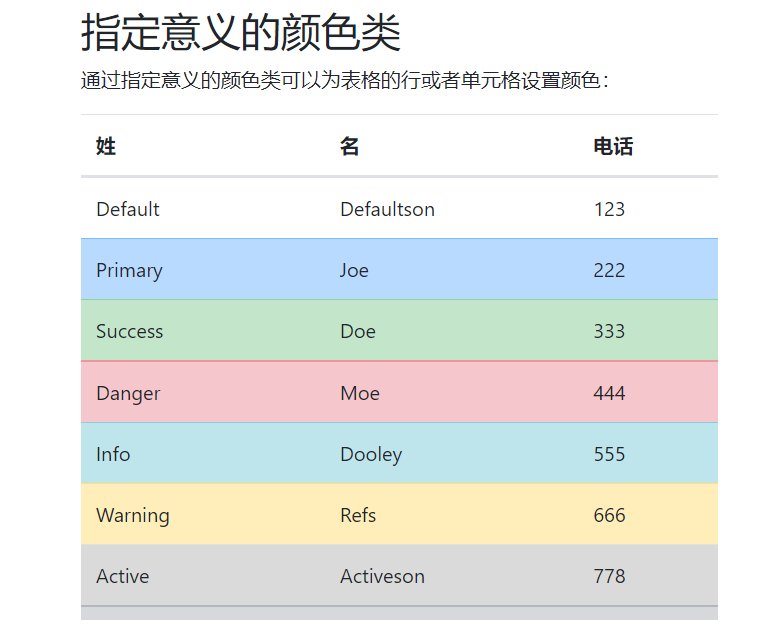 指定意义的颜色类
通过指定意义的颜色类可以为表格的行或者单元格设置颜色：
姓 名 电话
Default Defaultson 123
Primary Joe 222
Success Doe 333
Danger Moe 444
Info Dooley 555
Warning Refs 666
Active Activeson 778